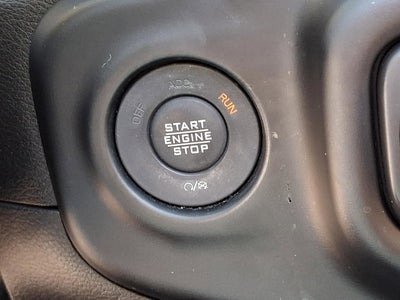 ACC
OFF
RUN
START
ENGINE
STOP